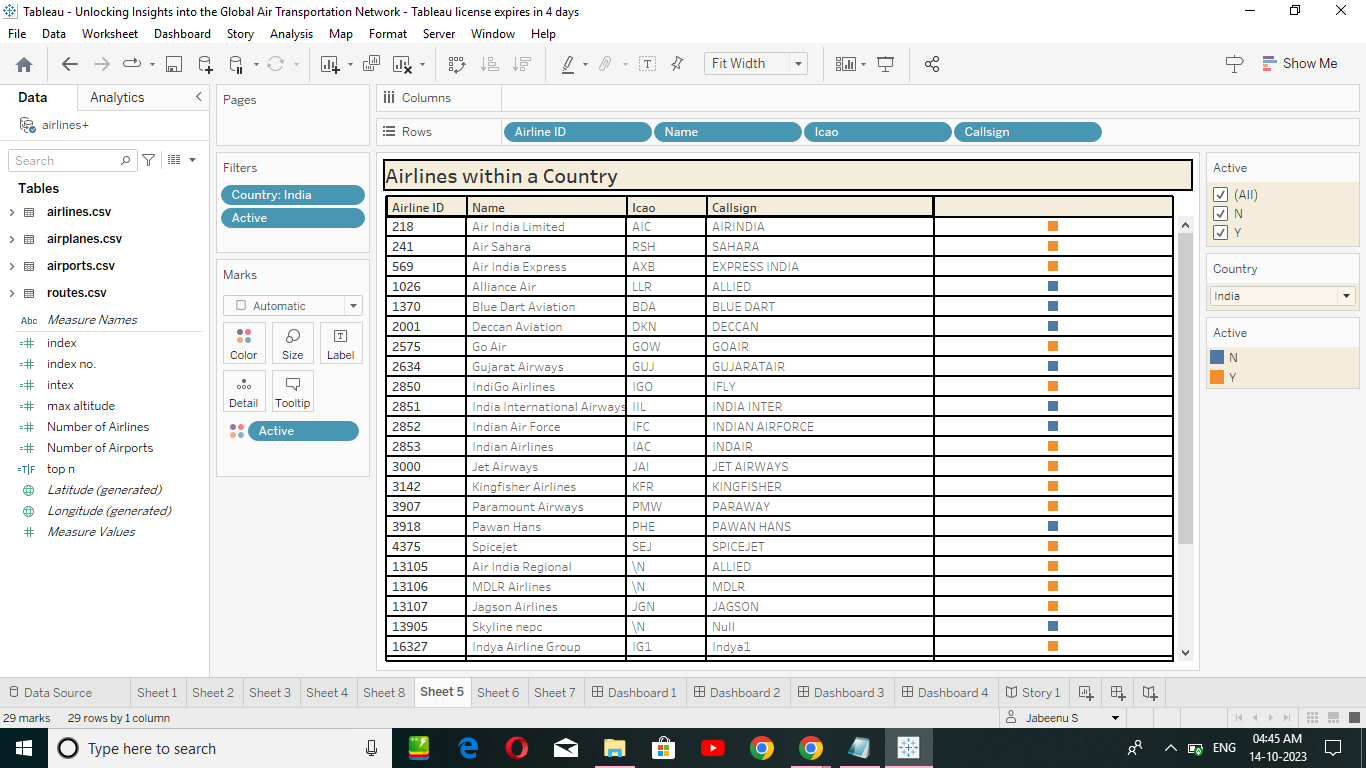 Tableau - Unlocking Insights into the Global Air Transportation Network - Tableau license expires in 4 days
File Data Worksheet Dashboard Story Analysis Map Format Server Window Help
Fit Width
Show Me
Data Analytics
airlines+
Search
Tables
airlines.csv
airplanes.csv
airports.csv
routes.csv
Abc Measure Names
index
index no.
intex
max altitude
Number of Airlines
Number of Airports
T|F top n
Latitude (generated)
Longitude (generated)
Measure Values
Pages
Filters
Country: India
Active
Marks
Automatic
Color Size Label
Detail Tooltip
Active
Columns
Rows Airline ID Name Icao Callsign
Airlines within a Country
Airline ID Name Icao Callsign
218 Air India Limited AIC AIRINDIA
241 Air Sahara RSH SAHARA
569 Air India Express AXB EXPRESS INDIA
1026 Alliance Air LLR ALLIED
1370 Blue Dart Aviation BDA BLUE DART
2001 Deccan Aviation DKN DECCAN
2575 Go Air GOW GOAIR
2634 Gujarat Airways GUJ GUJARATAIR
2850 IndiGo Airlines IGO IFLY
2851 India International Airways IIL INDIA INTER
2852 Indian Air Force IFC INDIAN AIRFORCE
2853 Indian Airlines IAC INDAIR
3000 Jet Airways JAI JET AIRWAYS
3142 Kingfisher Airlines KFR KINGFISHER
3907 Paramount Airways PMW PARAWAY
3918 Pawan Hans PHE PAWAN HANS
4375 Spicejet SEJ SPICEJET
13105 Air India Regional \N ALLIED
13106 MDLR Airlines \N MDLR
13107 Jagson Airlines JGN JAGSON
13905 Skyline nepc \N Null
16327 Indya Airline Group IG1 Indya1
Active
(All)
N
Y
Country
India
Active
N
Y
Data Source Sheet 1 Sheet 2 Sheet 3 Sheet 4 Sheet 8 Sheet 5 Sheet 6 Sheet 7 Dashboard 1 Dashboard 2 Dashboard 3 Dashboard 4 Story 1
29 marks 29 rows by 1 column Jabeenu S
Type here to search
ENG
04:45 AM
14-10-2023